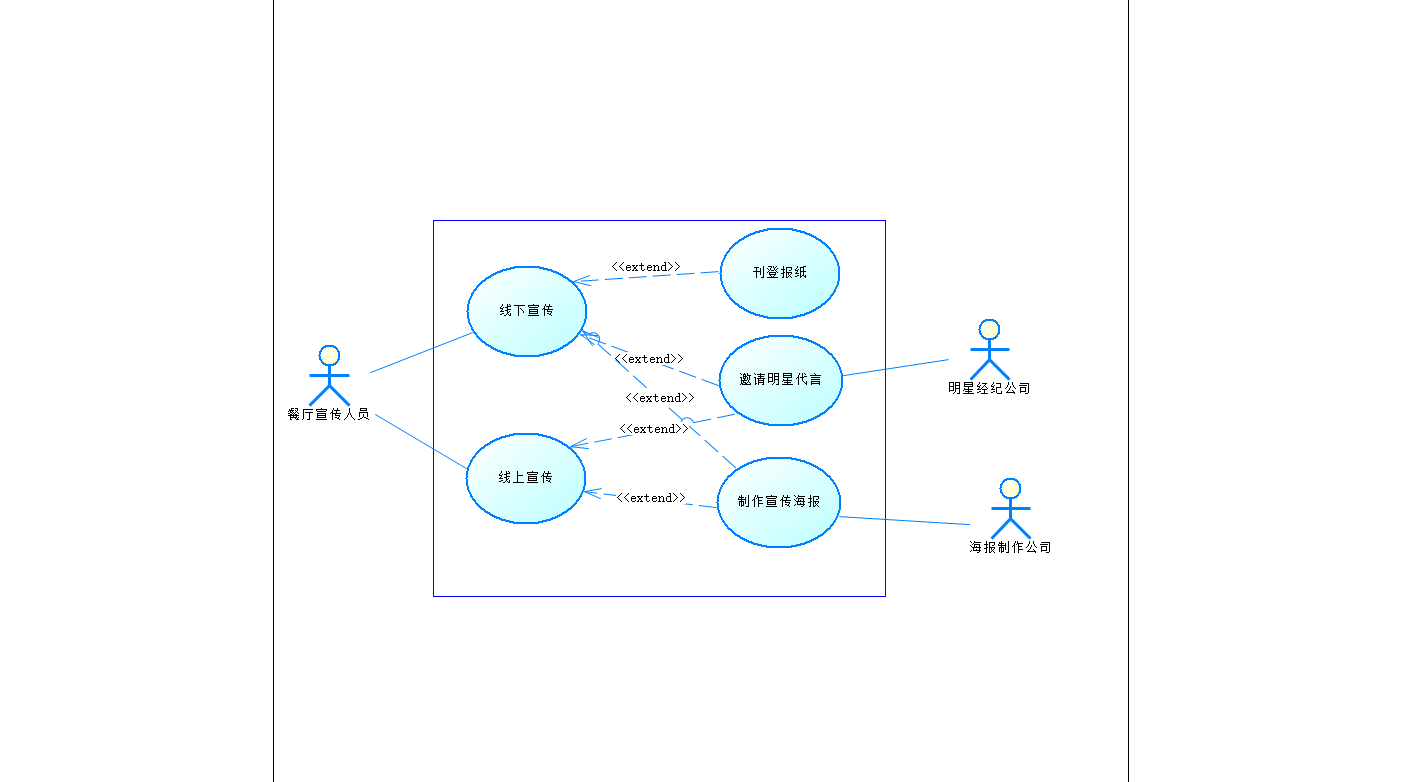 <<extend>>
刊登报纸
线下宣传
<<extend>>
邀请明星代言
明星经纪公司
<<extend>>
餐厅宣传人员
<<extend>>
线上宣传
<<extend>>
制作宣传海报
海报制作公司